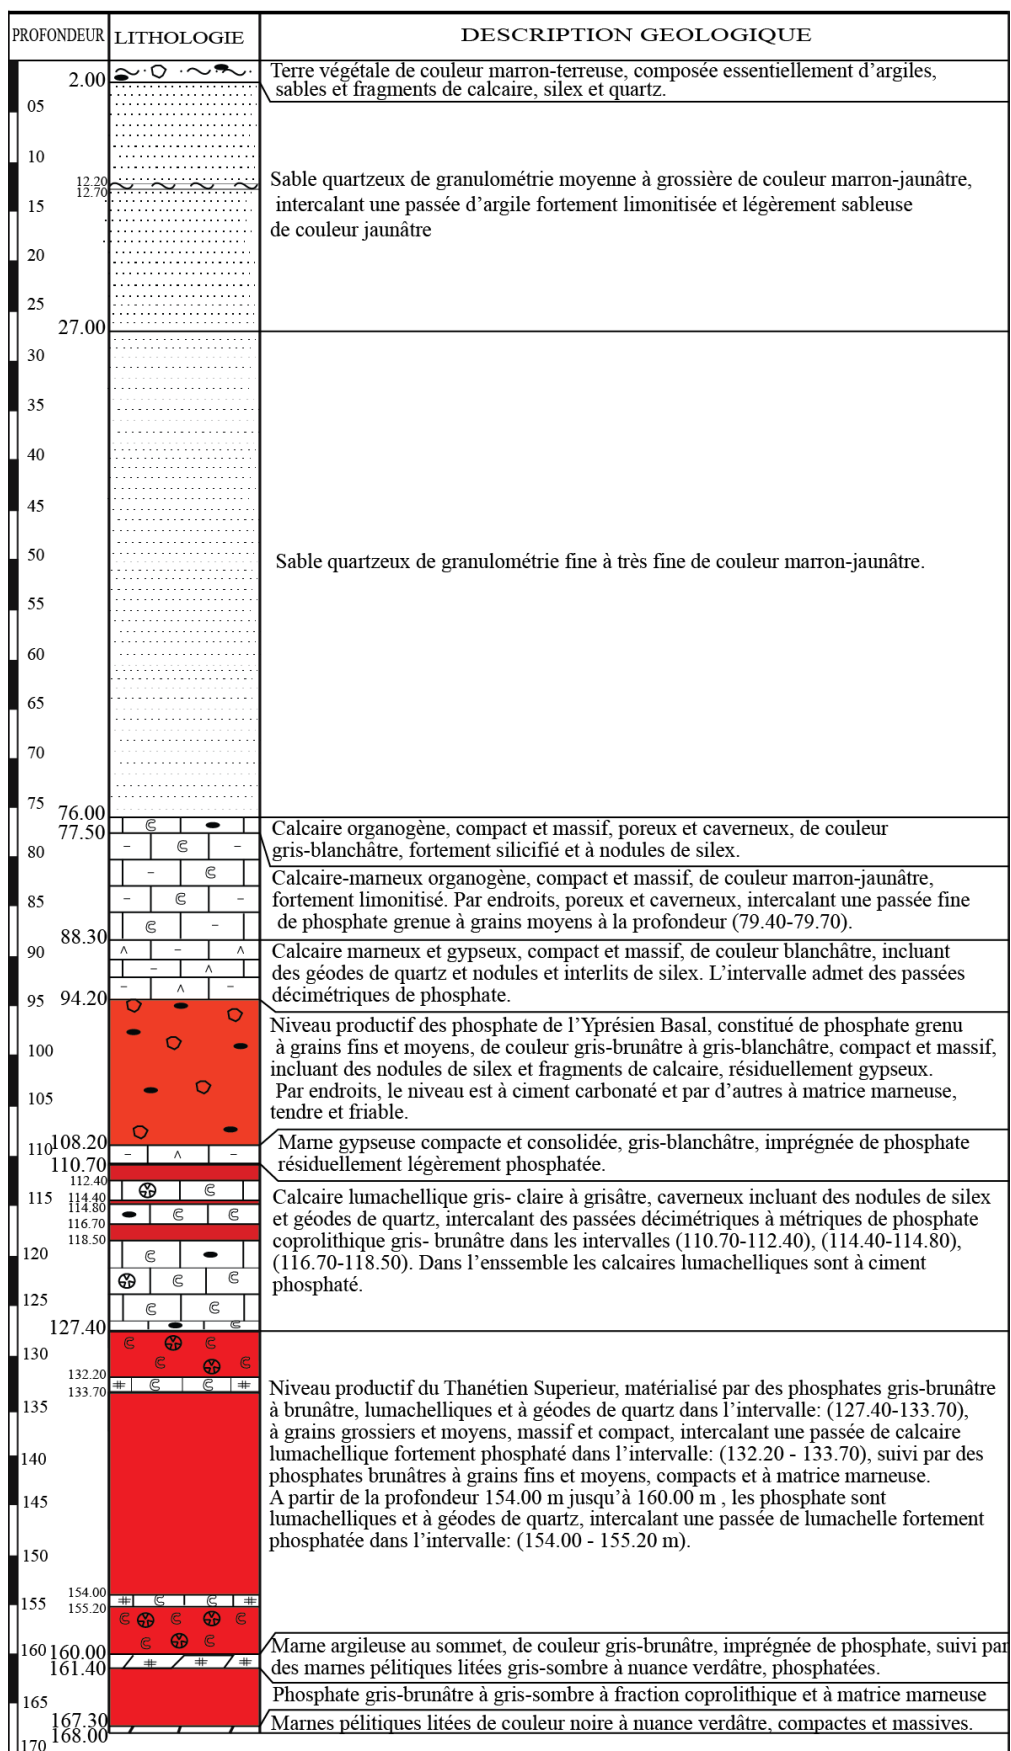 PROFONDEUR LITHOLOGIE DESCRIPTION GEOLOGIQUE
2.00
Terre végétale de couleur marron-terreuse, composée essentiellement d'argiles,
sables et fragments de calcaire, silex et quartz.
05
10
12.20
12.70
15
20
25
27.00
Sable quartzeux de granulométrie moyenne à grossière de couleur marron-jaunâtre,
intercalant une passée d'argile fortement limonitisée et légèrement sableuse
de couleur jaunâtre
30
35
40
45
50
55
60
65
70
75
76.00
Sable quartzeux de granulométrie fine à très fine de couleur marron-jaunâtre.
77.50
Calcaire organogène, compact et massif, poreux et caverneux, de couleur
gris-blanchâtre, fortement silicifié et à nodules de silex.
80
85
88.30
Calcaire-marneux organogène, compact et massif, de couleur marron-jaunâtre,
fortement limonitisé. Par endroits, poreux et caverneux, intercalant une passée fine
de phosphate grenue à grains moyens à la profondeur (79.40-79.70).
90
94.20
Calcaire marneux et gypseux, compact et massif, de couleur blanchâtre, incluant
des géodes de quartz et nodules et interlits de silex. L'intervalle admet des passées
décimétriques de phosphate.
95
100
105
108.20
Niveau productif des phosphate de l'Yprésien Basal, constitué de phosphate grenu
à grains fins et moyens, de couleur gris-brunâtre à gris-blanchâtre, compact et massif,
incluant des nodules de silex et fragments de calcaire, résiduellement gypseux.
Par endroits, le niveau est à ciment carbonaté et par d'autres à matrice marneuse,
tendre et friable.
110
110.70
Marne gypseuse compacte et consolidée, gris-blanchâtre, imprégnée de phosphate
résiduellement légèrement phosphatée.
112.40
114.40
115
114.80
116.70
118.50
120
125
127.40
Calcaire lumachellique gris- claire à grisâtre, caverneux incluant des nodules de silex
et géodes de quartz, intercalant des passées décimétriques à métriques de phosphate
coprolithique gris- brunâtre dans les intervalles (110.70-112.40), (114.40-114.80),
(116.70-118.50). Dans l'enssemble les calcaires lumachelliques sont à ciment
phosphaté.
130
132.20
133.70
135
140
145
150
154.00
155
155.20
160
160.00
Niveau productif du Thanétien Superieur, matérialisé par des phosphates gris-brunâtre
à brunâtre, lumachelliques et à géodes de quartz dans l'intervalle: (127.40-133.70),
à grains grossiers et moyens, massif et compact, intercalant une passée de calcaire
lumachellique fortement phosphaté dans l'intervalle: (132.20 - 133.70), suivi par des
phosphates brunâtres à grains fins et moyens, compacts et à matrice marneuse.
A partir de la profondeur 154.00 m jusqu'à 160.00 m , les phosphate sont
lumachelliques et à géodes de quartz, intercalant une passée de lumachelle fortement
phosphatée dans l'intervalle: (154.00 - 155.20 m).
161.40
Marne argileuse au sommet, de couleur gris-brunâtre, imprégnée de phosphate, suivi par
des marnes pélitiques litées gris-sombre à nuance verdâtre, phosphatées.
165
167.30
Phosphate gris-brunâtre à gris-sombre à fraction coprolithique et à matrice marneuse
168.00
Marnes pélitiques litées de couleur noire à nuance verdâtre, compactes et massives.
170